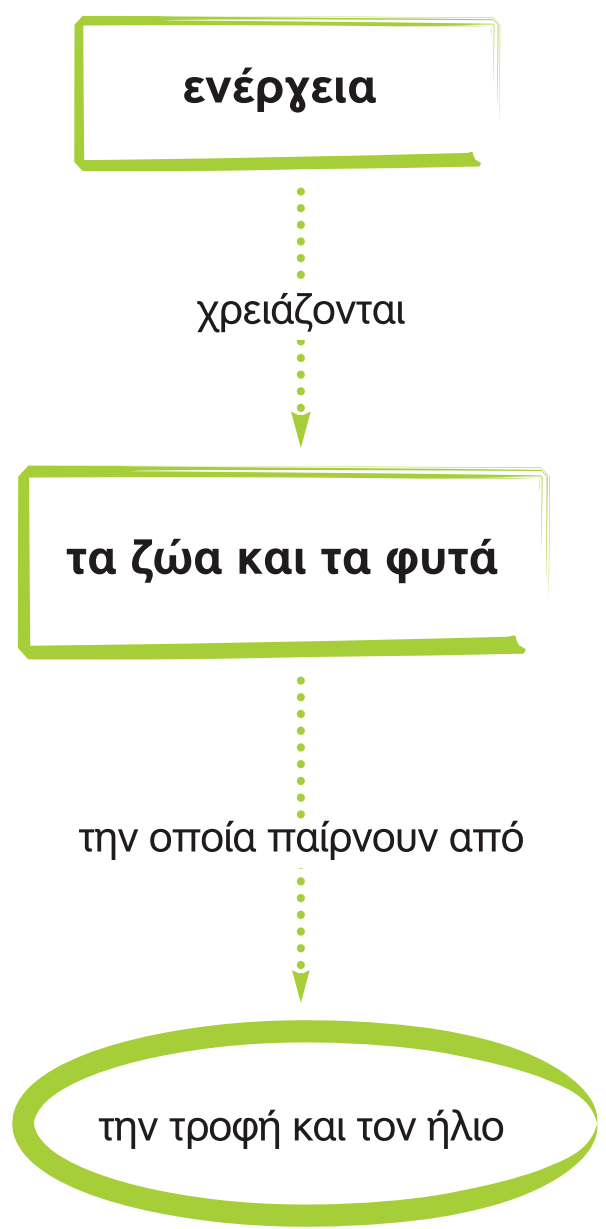 ενέργεια
χρειάζονται
τα ζώα και τα φυτά
την οποία παίρνουν από
την τροφή και τον ήλιο